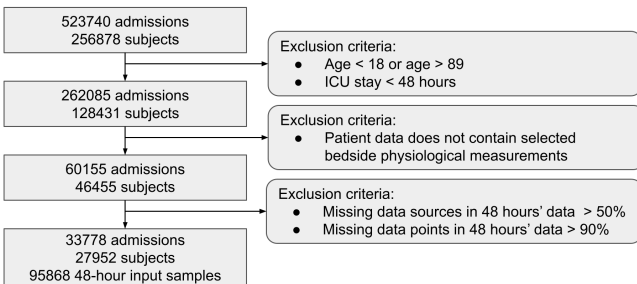 523740 admissions
256878 subjects
Exclusion criteria:
● Age < 18 or age > 89
● ICU stay < 48 hours
262085 admissions
128431 subjects
Exclusion criteria:
● Patient data does not contain selected
bedside physiological measurements
60155 admissions
46455 subjects
Exclusion criteria:
● Missing data sources in 48 hours' data > 50%
● Missing data points in 48 hours' data > 90%
33778 admissions
27952 subjects
95868 48-hour input samples